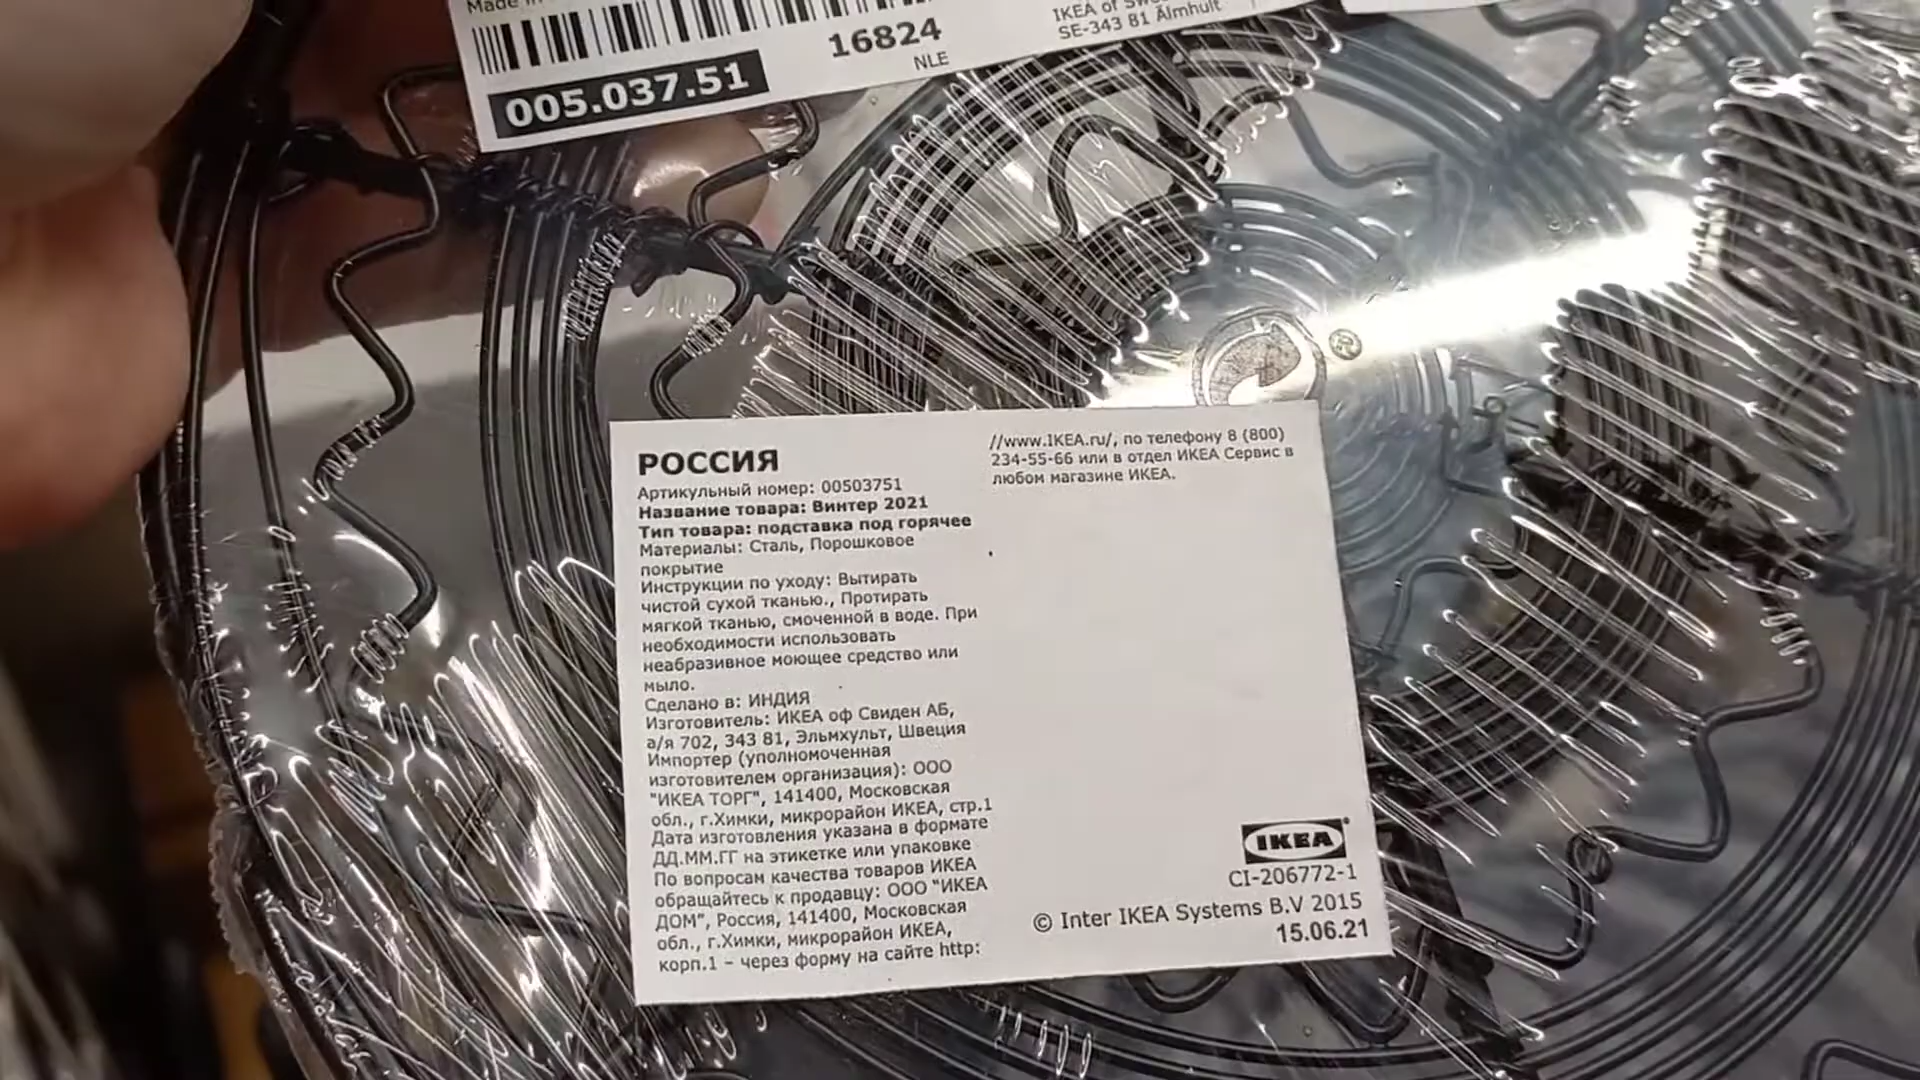 Made in
005.037.51
16824
NLE
IKEA of
SE-343 81 Älmhult
РОССИЯ
Артикульный номер: 00503751
Название товара: Винтер 2021
Тип товара: подставка под горячее
Материалы: Сталь, Порошковое
покрытие
Инструкции по уходу: Вытирать
чистой сухой тканью., Протирать
мягкой тканью, смоченной в воде. При
необходимости использовать
неабразивное моющее средство или
мыло.
Сделано в: ИНДИЯ
Изготовитель: ИКЕА оф Свиден АБ,
а/я 702, 343 81, Эльмхульт, Швеция
Импортер (уполномоченная
изготовителем организация): ООО
"ИКЕА ТОРГ", 141400, Московская
обл., г.Химки, микрорайон ИКЕА, стр.1
Дата изготовления указана в формате
ДД.ММ.ГГ на этикетке или упаковке
По вопросам качества товаров ИКЕА
обращайтесь к продавцу: ООО "ИКЕА
ДОМ", Россия, 141400, Московская
обл., г.Химки, микрорайон ИКЕА,
корп.1 – через форму на сайте http:
//www.IKEA.ru/, по телефону 8 (800)
234-55-66 или в отдел ИКЕА Сервис в
любом магазине ИКЕА.
IKEA®
CI-206772-1
© Inter IKEA Systems B.V 2015
15.06.21
®